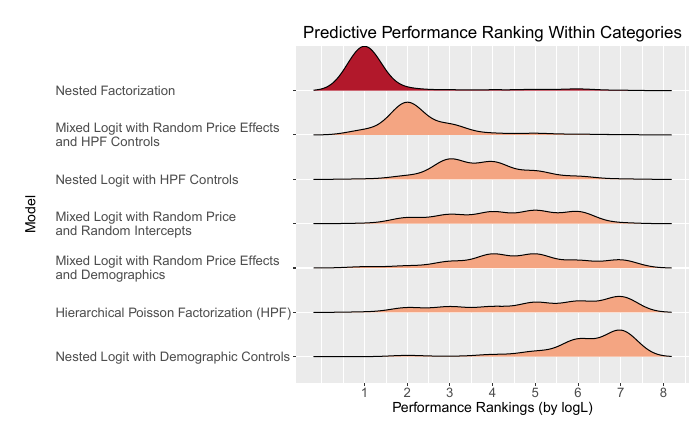 Predictive Performance Ranking Within Categories
Model
Nested Factorization
Mixed Logit with Random Price Effects
and HPF Controls
Nested Logit with HPF Controls
Mixed Logit with Random Price
and Random Intercepts
Mixed Logit with Random Price Effects
and Demographics
Hierarchical Poisson Factorization (HPF)
Nested Logit with Demographic Controls
1 2 3 4 5 6 7 8
Performance Rankings (by logL)